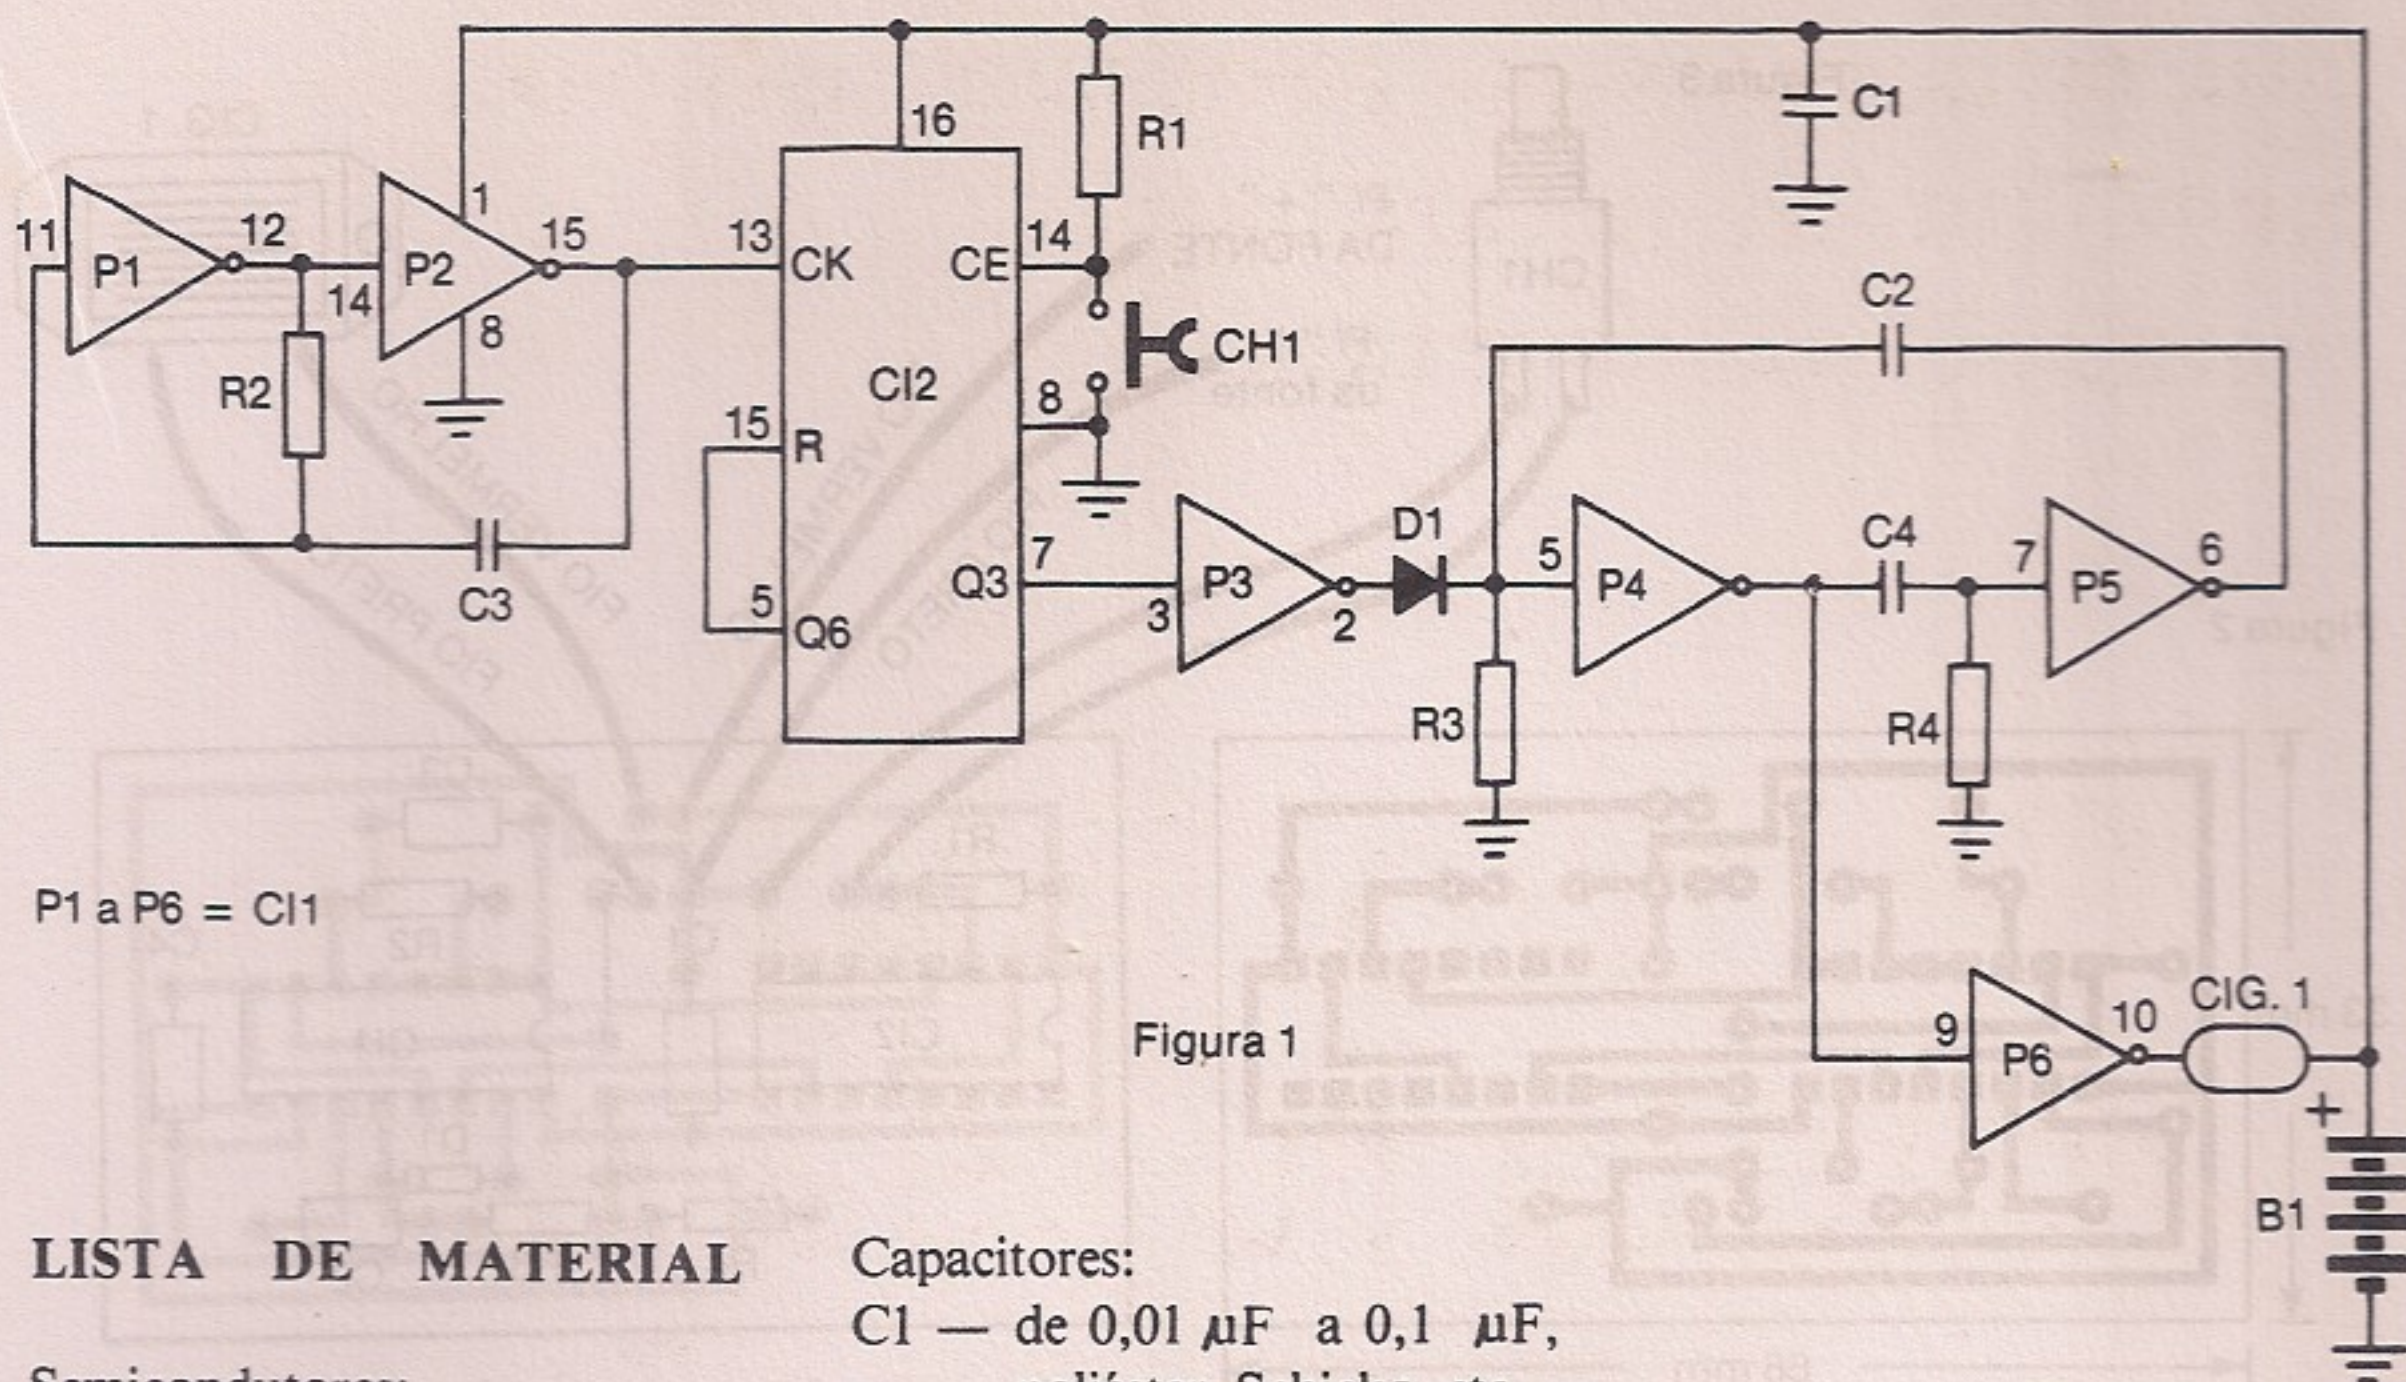 16
R1
C1
1
11
P1
12
P2
15
13
CK
CE
14
14
8
R2
C3
CI2
CH1
8
15
R
5
Q6
Q3
7
3
P3
2
D1
C2
5
P4
C4
7
P5
6
R3
R4
P1 a P6 = CI1
Figura 1
9
P6
10
CIG. 1
+
B1
LISTA DE MATERIAL
Semicondutores:
Capacitores:
C1 — de 0,01 µF a 0,1 µF,